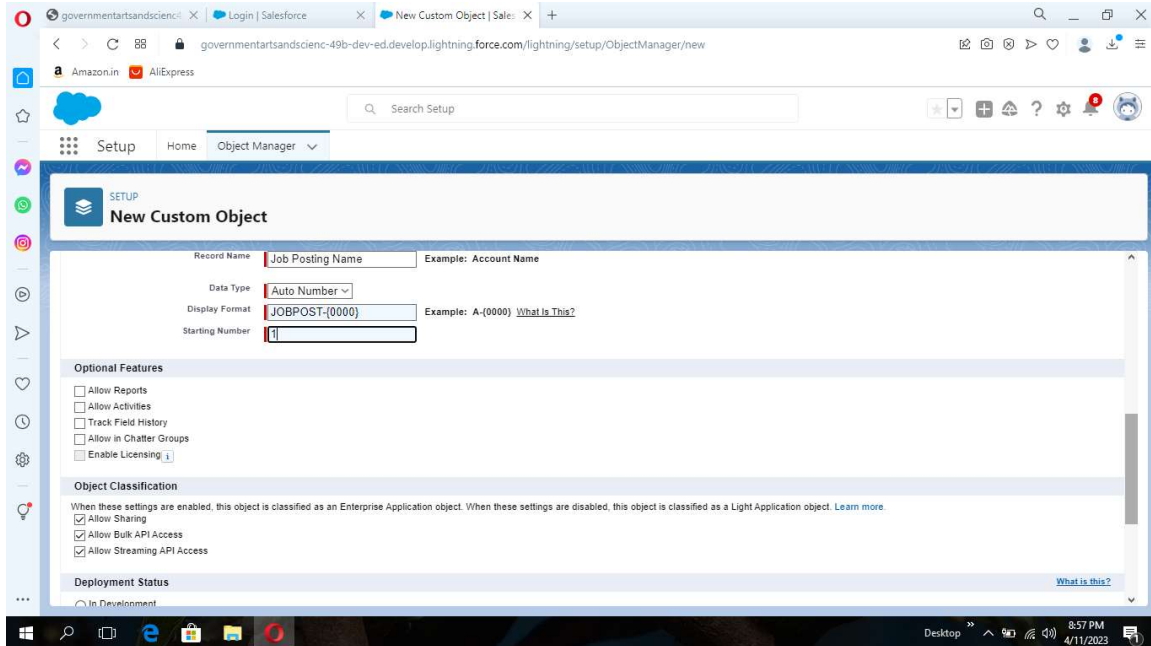 governmentartsandscienc
Login | Salesforce
New Custom Object | Sales
governmentartsandscienc-49b-dev-ed.develop.lightning.force.com/lightning/setup/ObjectManager/new
a Amazon.in AliExpress
Search Setup
8
Setup Home Object Manager
SETUP
New Custom Object
Record Name Job Posting Name Example: Account Name
Data Type Auto Number
Display Format JOBPOST-{0000} Example: A-{0000} What Is This?
Starting Number 1
Optional Features
Allow Reports
Allow Activities
Track Field History
Allow in Chatter Groups
Enable Licensing i
Object Classification
When these settings are enabled, this object is classified as an Enterprise Application object. When these settings are disabled, this object is classified as a Light Application object. Learn more.
Allow Sharing
Allow Bulk API Access
Allow Streaming API Access
Deployment Status What is this?
In Development
Desktop 8:57 PM
4/11/2023